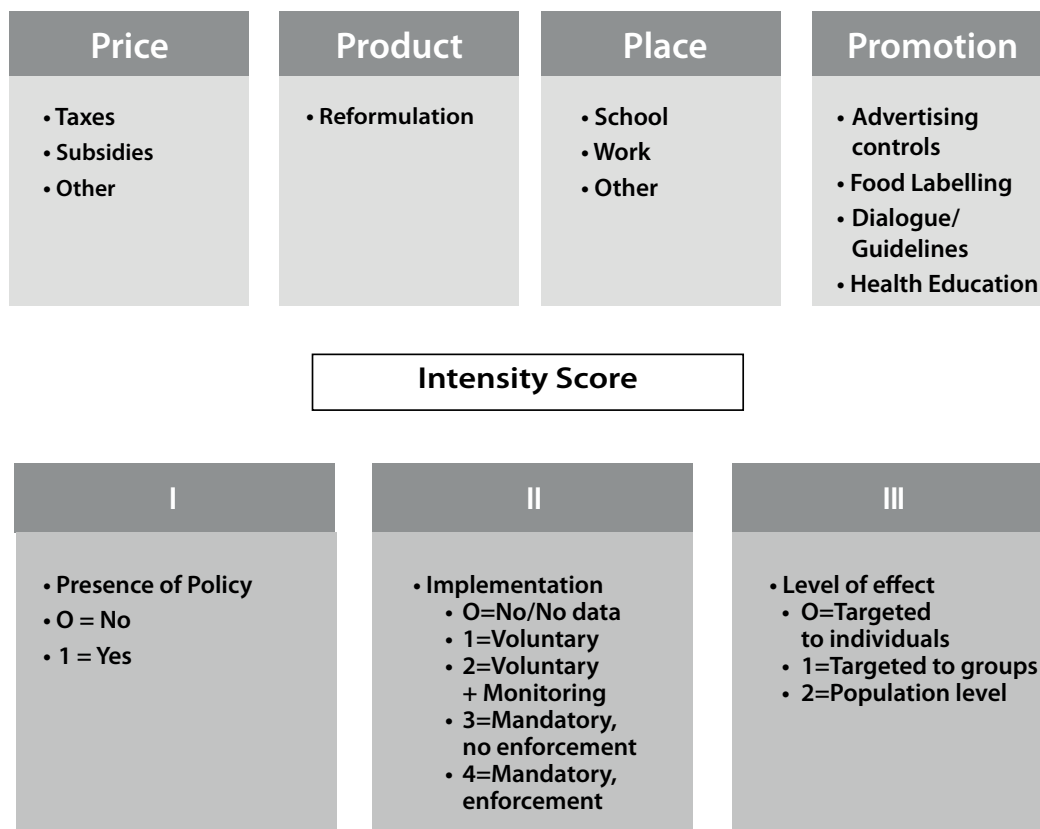 Price
• Taxes
• Subsidies
• Other
Product
• Reformulation
Place
• School
• Work
• Other
Promotion
• Advertising
controls
• Food Labelling
• Dialogue/
Guidelines
• Health Education
Intensity Score
I
• Presence of Policy
• O = No
• 1 = Yes
II
• Implementation
• O=No/No data
• 1=Voluntary
• 2=Voluntary
+ Monitoring
• 3=Mandatory,
no enforcement
• 4=Mandatory,
enforcement
III
• Level of effect
• O=Targeted
to individuals
• 1=Targeted to groups
• 2=Population level